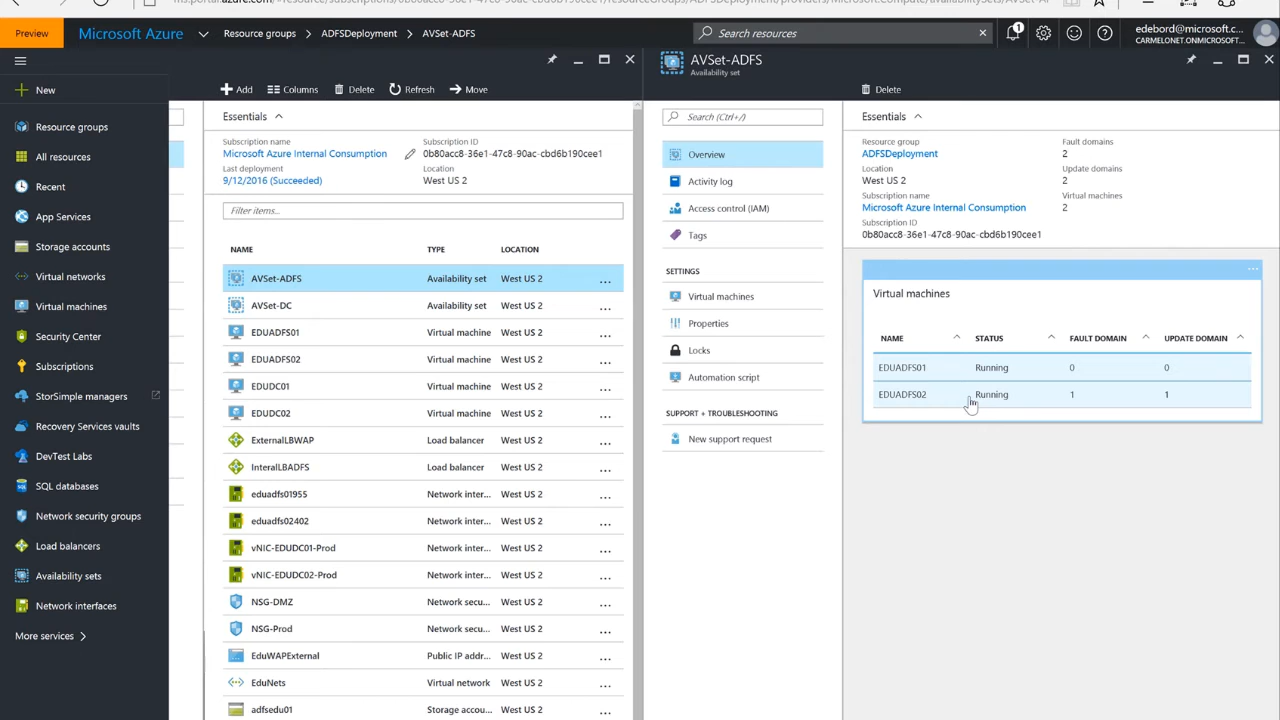 ms.portal.azure.com
Preview
Microsoft Azure
Resource groups
ADFSDeployment
AVSet-ADFS
Search resources
1
edebord@microsoft.c...
CARMELONET.ONMICROSOFT...
New
Resource groups
All resources
Recent
App Services
Storage accounts
Virtual networks
Virtual machines
Security Center
Subscriptions
StorSimple managers
Recovery Services vaults
DevTest Labs
SQL databases
Network security groups
Load balancers
Availability sets
Network interfaces
More services
Add Columns Delete Refresh Move
Essentials
Subscription name Subscription ID
Microsoft Azure Internal Consumption 0b80acc8-36e1-47c8-90ac-cbd6b190cee1
Last deployment Location
9/12/2016 (Succeeded) West US 2
Filter items...
NAME TYPE LOCATION
AVSet-ADFS Availability set West US 2 ...
AVSet-DC Availability set West US 2 ...
EDUADFS01 Virtual machine West US 2 ...
EDUADFS02 Virtual machine West US 2 ...
EDUDC01 Virtual machine West US 2 ...
EDUDC02 Virtual machine West US 2 ...
ExternalLBWAP Load balancer West US 2 ...
InteralLBADFS Load balancer West US 2 ...
eduadfs01955 Network inter... West US 2 ...
eduadfs02402 Network inter... West US 2 ...
vNIC-EDUDC01-Prod Network inter... West US 2 ...
vNIC-EDUDC02-Prod Network inter... West US 2 ...
NSG-DMZ Network secu... West US 2 ...
NSG-Prod Network secu... West US 2 ...
EduWAPExternal Public IP addr... West US 2 ...
EduNets Virtual network West US 2 ...
adfsedu01 Storage accou... West US 2 ...
AVSet-ADFS
Availability set
Search (Ctrl+/)
Overview
Activity log
Access control (IAM)
Tags
SETTINGS
Virtual machines
Properties
Locks
Automation script
SUPPORT + TROUBLESHOOTING
New support request
Delete
Essentials
Resource group Fault domains
ADFSDeployment 2
Location Update domains
West US 2 2
Subscription name Virtual machines
Microsoft Azure Internal Consumption 2
Subscription ID
0b80acc8-36e1-47c8-90ac-cbd6b190cee1
...
Virtual machines
NAME STATUS FAULT DOMAIN UPDATE DOMAIN
EDUADFS01 Running 0 0
EDUADFS02 Running 1 1